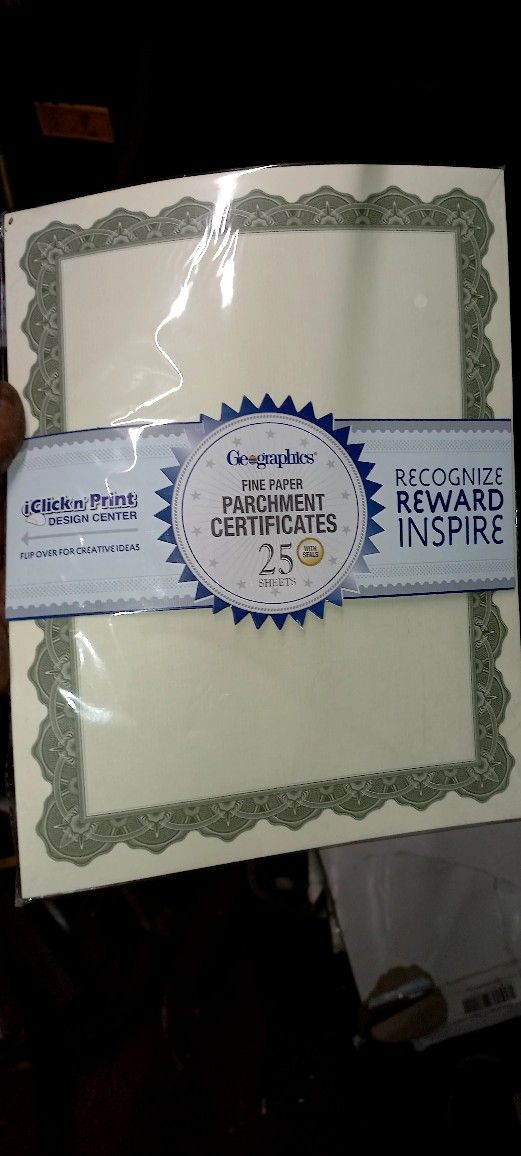 Geographics®
FINE PAPER
PARCHMENT
CERTIFICATES
25
SHEETS
WITH
SEALS
iClick n' Print
DESIGN CENTER
FLIP OVER FOR CREATIVE IDEAS
RECOGNIZE
REWARD
INSPIRE